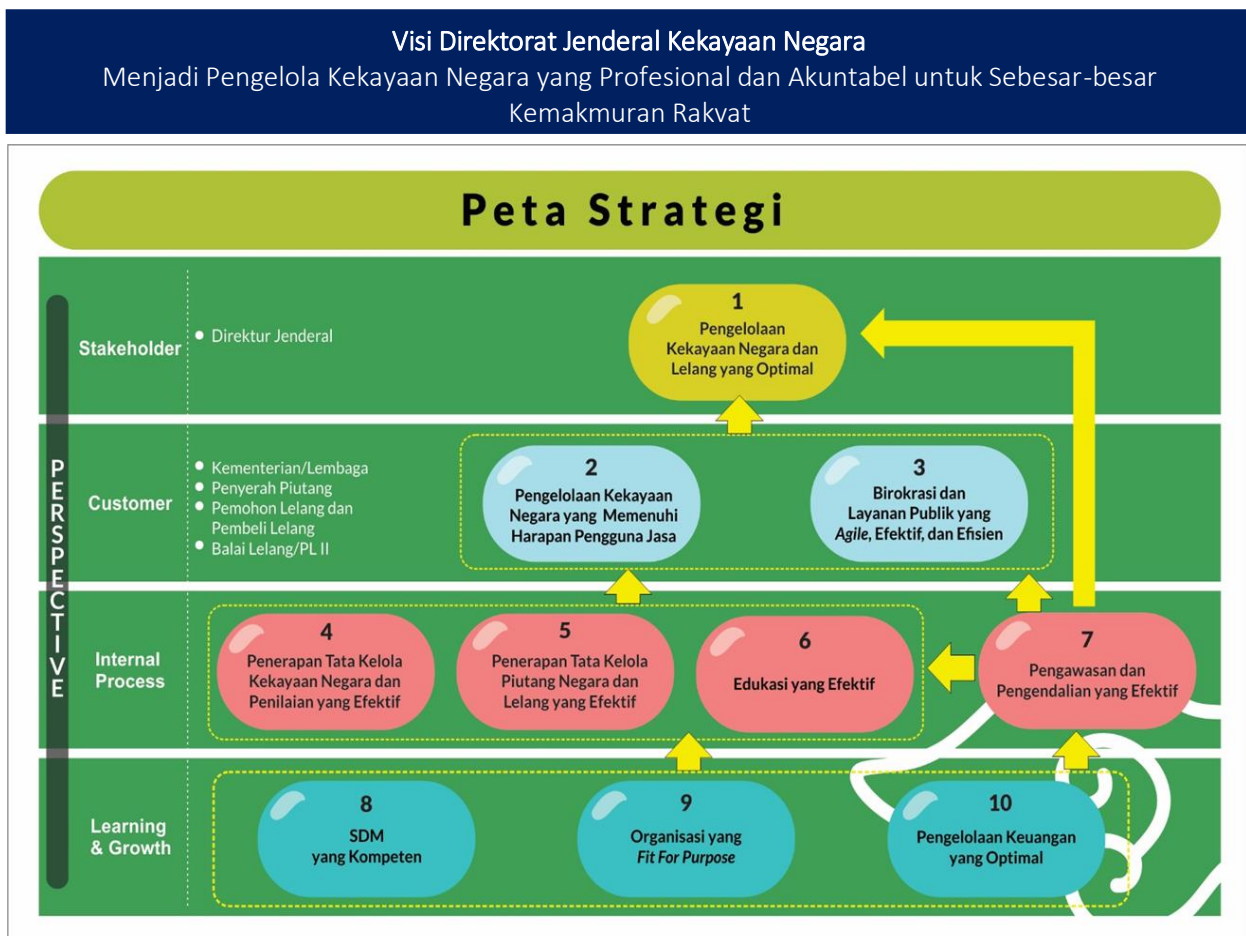 Visi Direktorat Jenderal Kekayaan Negara
Menjadi Pengelola Kekayaan Negara yang Profesional dan Akuntabel untuk Sebesar-besar
Kemakmuran Rakvat
Peta Strategi
PERSPECTIVE
Stakeholder
Direktur Jenderal
1
Pengelolaan
Kekayaan Negara dan
Lelang yang Optimal
Customer
Kementerian/Lembaga
Penyerah Piutang
Pemohon Lelang dan
Pembeli Lelang
Balai Lelang/PL II
2
Pengelolaan Kekayaan
Negara yang Memenuhi
Harapan Pengguna Jasa
3
Birokrasi dan
Layanan Publik yang
Agile, Efektif, dan Efisien
Internal
Process
4
Penerapan Tata Kelola
Kekayaan Negara dan
Penilaian yang Efektif
5
Penerapan Tata Kelola
Piutang Negara dan
Lelang yang Efektif
6
Edukasi yang Efektif
7
Pengawasan dan
Pengendalian yang Efektif
Learning
& Growth
8
SDM
yang Kompeten
9
Organisasi yang
Fit For Purpose
10
Pengelolaan Keuangan
yang Optimal